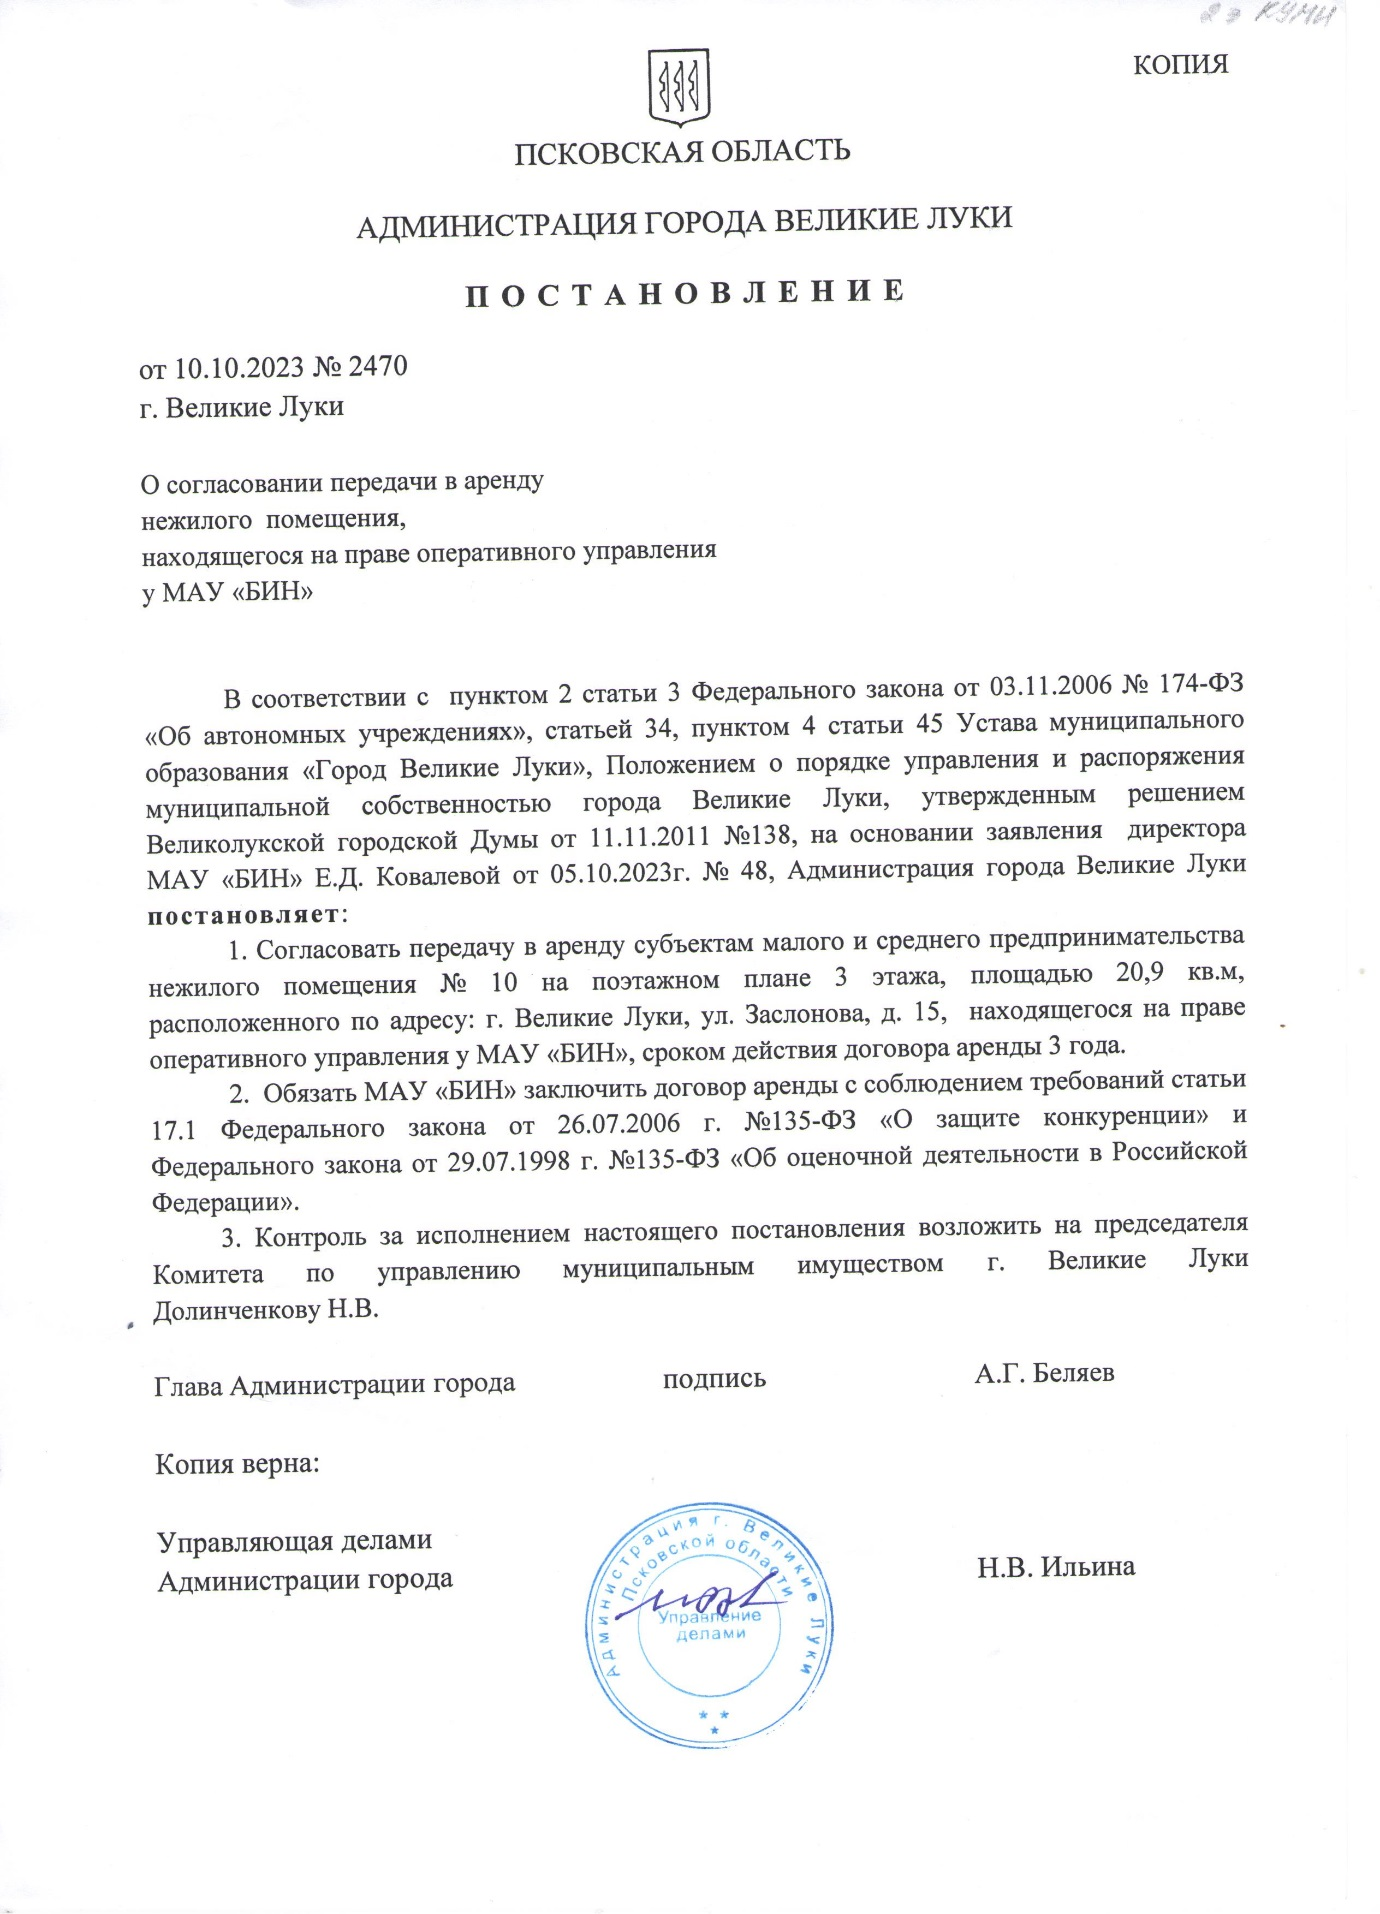 2 э КУМИ
КОПИЯ
ПСКОВСКАЯ ОБЛАСТЬ
АДМИНИСТРАЦИЯ ГОРОДА ВЕЛИКИЕ ЛУКИ
П О С Т А Н О В Л Е Н И Е
от 10.10.2023 № 2470
г. Великие Луки
О согласовании передачи в аренду
нежилого помещения,
находящегося на праве оперативного управления
у МАУ «БИН»
В соответствии с пунктом 2 статьи 3 Федерального закона от 03.11.2006 № 174-ФЗ
«Об автономных учреждениях», статьей 34, пунктом 4 статьи 45 Устава муниципального
образования «Город Великие Луки», Положением о порядке управления и распоряжения
муниципальной собственностью города Великие Луки, утвержденным решением
Великолукской городской Думы от 11.11.2011 №138, на основании заявления директора
МАУ «БИН» Е.Д. Ковалевой от 05.10.2023г. № 48, Администрация города Великие Луки
постановляет:
1. Согласовать передачу в аренду субъектам малого и среднего предпринимательства
нежилого помещения № 10 на поэтажном плане 3 этажа, площадью 20,9 кв.м,
расположенного по адресу: г. Великие Луки, ул. Заслонова, д. 15, находящегося на праве
оперативного управления у МАУ «БИН», сроком действия договора аренды 3 года.
2. Обязать МАУ «БИН» заключить договор аренды с соблюдением требований статьи
17.1 Федерального закона от 26.07.2006 г. №135-ФЗ «О защите конкуренции» и
Федерального закона от 29.07.1998 г. №135-ФЗ «Об оценочной деятельности в Российской
Федерации».
3. Контроль за исполнением настоящего постановления возложить на председателя
Комитета по управлению муниципальным имуществом г. Великие Луки
Долинченкову Н.В.
Глава Администрации города подпись А.Г. Беляев
Копия верна:
Управляющая делами
Администрации города Н.В. Ильина
Администрация г. Великие Луки
Псковской области
Управление
делами